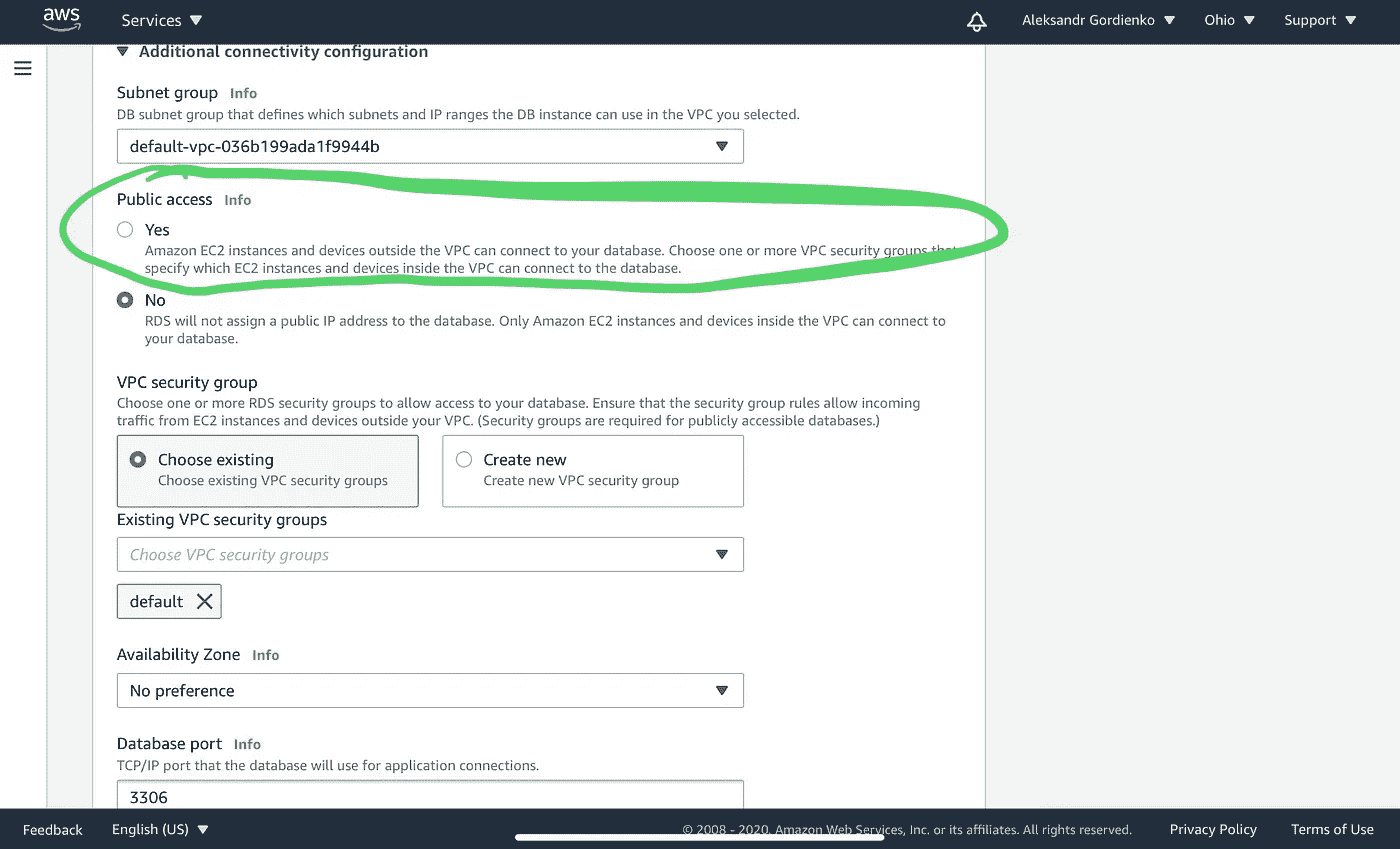 aws Services Aleksandr Gordienko Ohio Support
Additional connectivity configuration
Subnet group Info
DB subnet group that defines which subnets and IP ranges the DB instance can use in the VPC you selected.
default-vpc-036b199ada1f9944b
Public access Info
Yes
Amazon EC2 instances and devices outside the VPC can connect to your database. Choose one or more VPC security groups that
specify which EC2 instances and devices inside the VPC can connect to the database.
No
RDS will not assign a public IP address to the database. Only Amazon EC2 instances and devices inside the VPC can connect to
your database.
VPC security group
Choose one or more RDS security groups to allow access to your database. Ensure that the security group rules allow incoming
traffic from EC2 instances and devices outside your VPC. (Security groups are required for publicly accessible databases.)
Choose existing Create new
Choose existing VPC security groups Create new VPC security group
Existing VPC security groups
Choose VPC security groups
default
Availability Zone Info
No preference
Database port Info
TCP/IP port that the database will use for application connections.
3306
Feedback English (US) © 2008 - 2020, Amazon Web Services, Inc. or its affiliates. All rights reserved. Privacy Policy Terms of Use